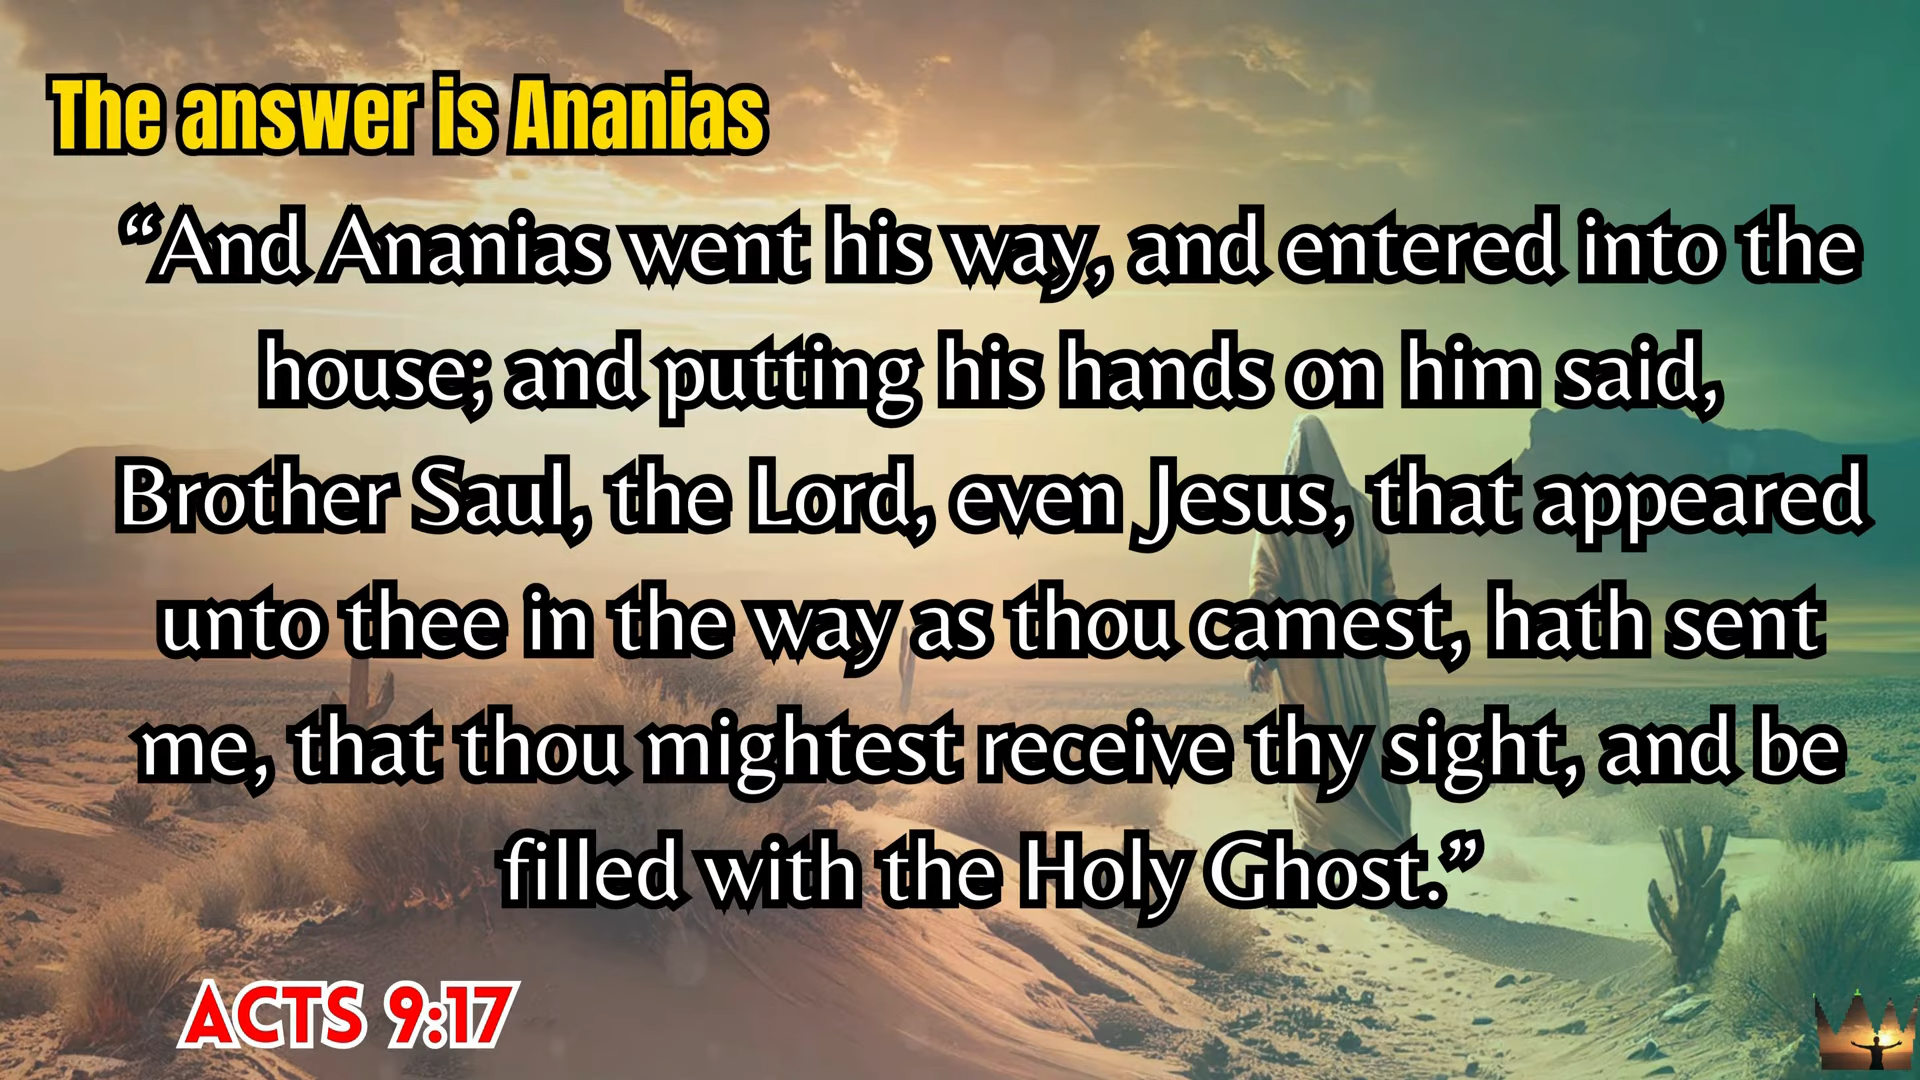 The answer is Ananias
“And Ananias went his way, and entered into the
house; and putting his hands on him said,
Brother Saul, the Lord, even Jesus, that appeared
unto thee in the way as thou camest, hath sent
me, that thou mightest receive thy sight, and be
filled with the Holy Ghost.”
ACTS 9:17